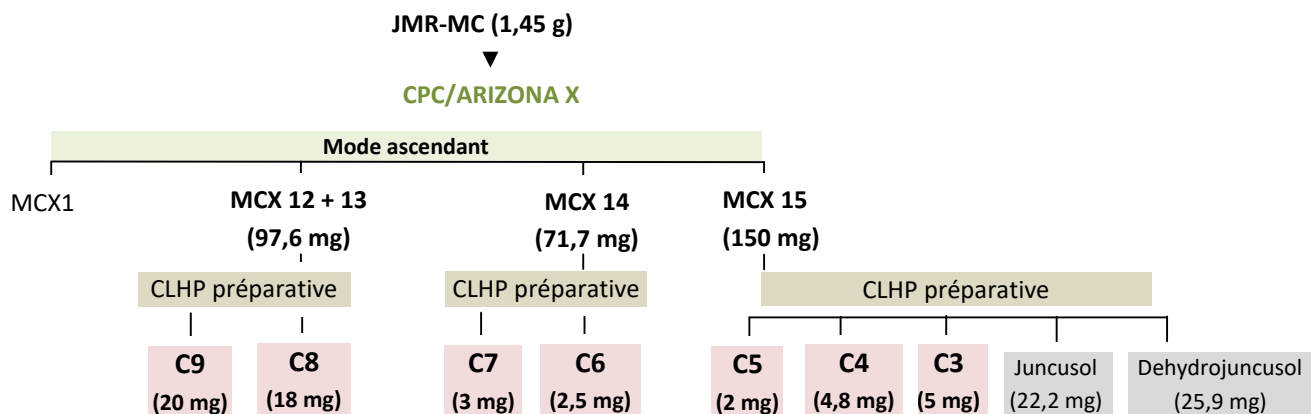 JMR-MC (1,45 g)
CPC/ARIZONA X
Mode ascendant
MCX1
MCX 12 + 13
(97,6 mg)
MCX 14
(71,7 mg)
MCX 15
(150 mg)
CLHP préparative
CLHP préparative
CLHP préparative
C9
(20 mg)
C8
(18 mg)
C7
(3 mg)
C6
(2,5 mg)
C5
(2 mg)
C4
(4,8 mg)
C3
(5 mg)
Juncusol
(22,2 mg)
Dehydrojuncusol
(25,9 mg)